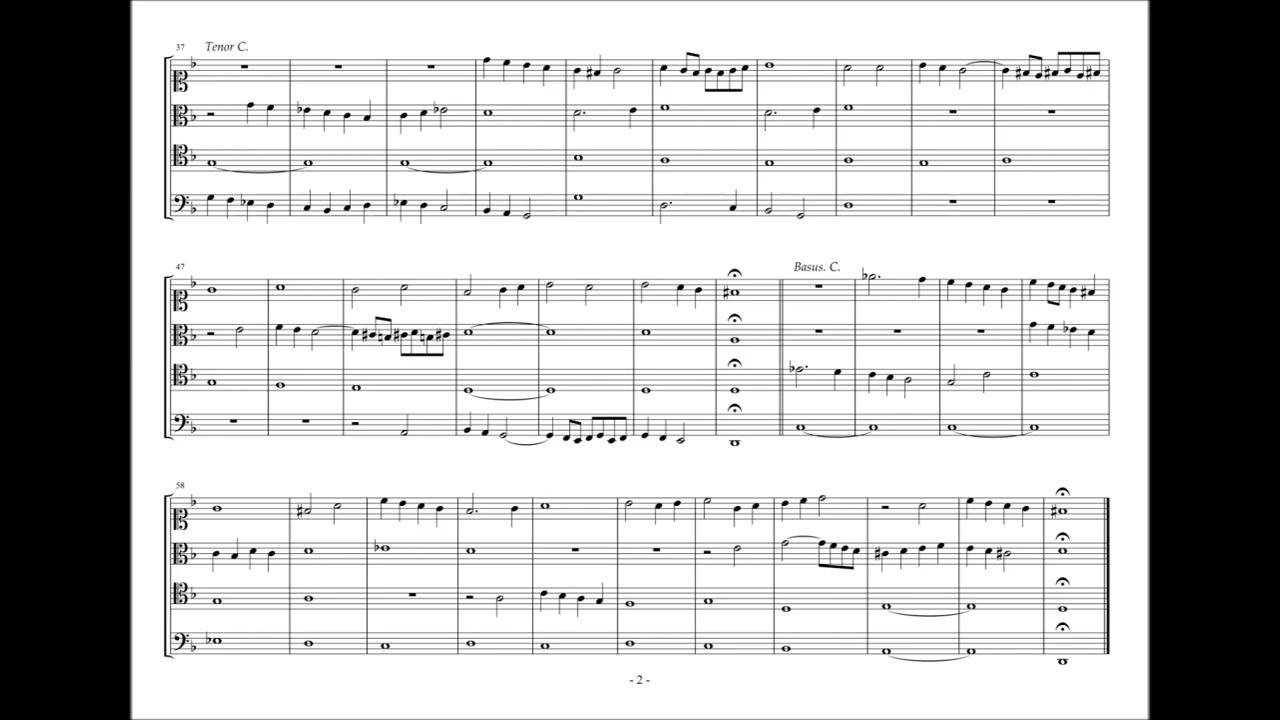 37
Tenor C.
47
Basus. C.
58
- 2 -